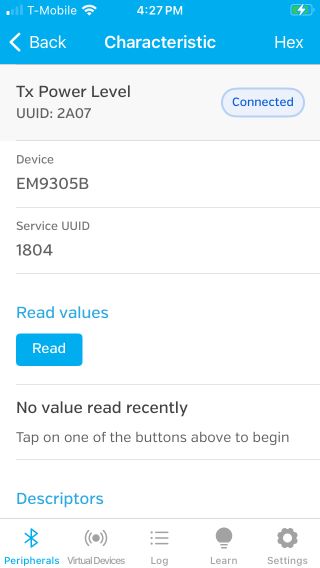 T-Mobile 4:27PM
Back Characteristic Hex
Tx Power Level
UUID: 2A07
Connected
Device
EM9305B
Service UUID
1804
Read values
Read
No value read recently
Tap on one of the buttons above to begin
Descriptors
Peripherals Virtual Devices Log Learn Settings